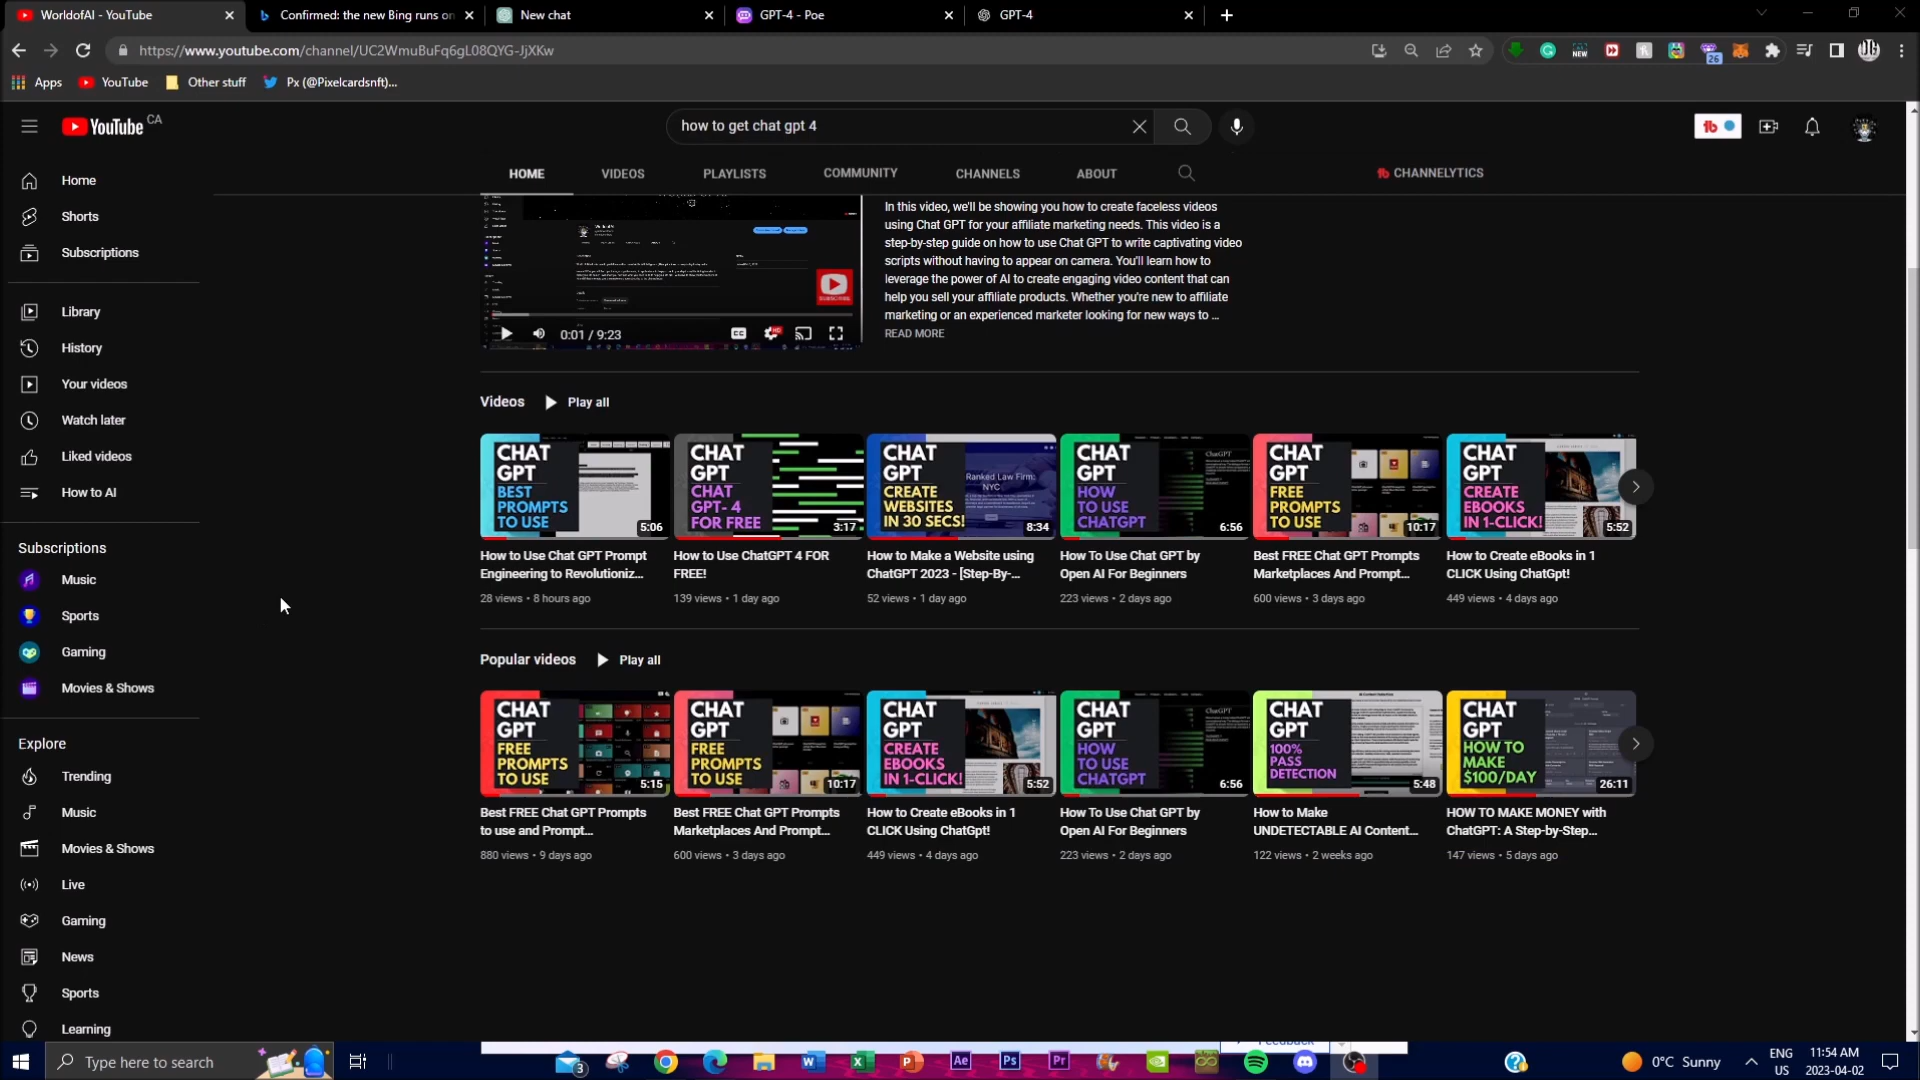 WorldofAI - YouTube
Confirmed: the new Bing runs on
New chat
GPT-4 - Poe
GPT-4
https://www.youtube.com/channel/UC2WmuBuFq6gL08QYG-JjXKw
NEW
26
Apps
YouTube
Other stuff
Px (@Pixelcardsnft)...
YouTube CA
how to get chat gpt 4
HOME
VIDEOS
PLAYLISTS
COMMUNITY
CHANNELS
ABOUT
CHANNELYTICS
Home
Shorts
Subscriptions
Library
History
Your videos
Watch later
Liked videos
How to AI
Subscriptions
Music
Sports
Gaming
Movies & Shows
Explore
Trending
Music
Movies & Shows
Live
Gaming
News
Sports
Learning
SUBSCRIBE
0:01 / 9:23
In this video, we'll be showing you how to create faceless videos
using Chat GPT for your affiliate marketing needs. This video is a
step-by-step guide on how to use Chat GPT to write captivating video
scripts without having to appear on camera. You'll learn how to
leverage the power of AI to create engaging video content that can
help you sell your affiliate products. Whether you're new to affiliate
marketing or an experienced marketer looking for new ways to ...
READ MORE
Videos
Play all
CHAT
GPT
BEST
PROMPTS
TO USE
5:06
How to Use Chat GPT Prompt
Engineering to Revolutioniz...
28 views • 8 hours ago
CHAT
GPT
CHAT
GPT- 4
FOR FREE
3:17
How to Use ChatGPT 4 FOR
FREE!
139 views • 1 day ago
CHAT
GPT
CREATE
WEBSITES
IN 30 SECS!
Ranked Law Firm:
NYC
8:34
How to Make a Website using
ChatGPT 2023 - [Step-By-...
52 views • 1 day ago
CHAT
GPT
HOW
TO USE
CHATGPT
ChatGPT
6:56
How To Use Chat GPT by
Open AI For Beginners
223 views • 2 days ago
CHAT
GPT
FREE
PROMPTS
TO USE
10:17
Best FREE Chat GPT Prompts
Marketplaces And Prompt...
600 views • 3 days ago
CHAT
GPT
CREATE
EBOOKS
IN 1-CLICK!
5:52
How to Create eBooks in 1
CLICK Using ChatGpt!
449 views • 4 days ago
Popular videos
Play all
CHAT
GPT
FREE
PROMPTS
TO USE
5:15
Best FREE Chat GPT Prompts
to use and Prompt...
880 views • 9 days ago
CHAT
GPT
FREE
PROMPTS
TO USE
10:17
Best FREE Chat GPT Prompts
Marketplaces And Prompt...
600 views • 3 days ago
CHAT
GPT
CREATE
EBOOKS
IN 1-CLICK!
5:52
How to Create eBooks in 1
CLICK Using ChatGpt!
449 views • 4 days ago
CHAT
GPT
HOW
TO USE
CHATGPT
ChatGPT
6:56
How To Use Chat GPT by
Open AI For Beginners
223 views • 2 days ago
CHAT
GPT
100%
PASS
DETECTION
5:48
How to Make
UNDETECTABLE AI Content...
122 views • 2 weeks ago
CHAT
GPT
HOW TO
MAKE
$100/DAY
26:11
HOW TO MAKE MONEY with
ChatGPT: A Step-by-Step...
147 views • 5 days ago
Feedback
Type here to search
3
Ae
Ps
Pr
0°C Sunny
ENG
US
11:54 AM
2023-04-02